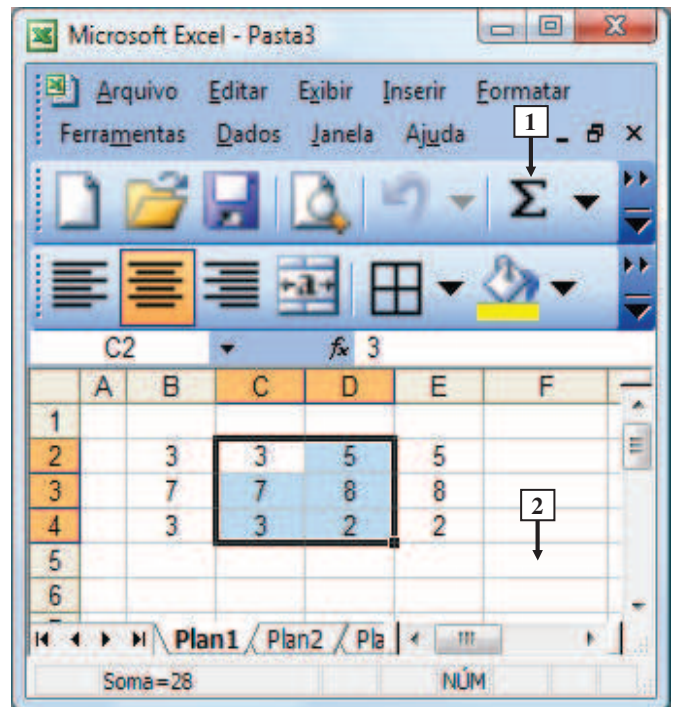 Microsoft Excel - Pasta3
Arquivo Editar Exibir Inserir Formatar
Ferramentas Dados Janela Ajuda
1
Σ
a
C2 fx 3
A B C D E F
1
2 3 3 5 5
3 7 7 8 8
4 3 3 2 2
2
5
6
Plan1 Plan2 Pla
Soma=28 NÚM